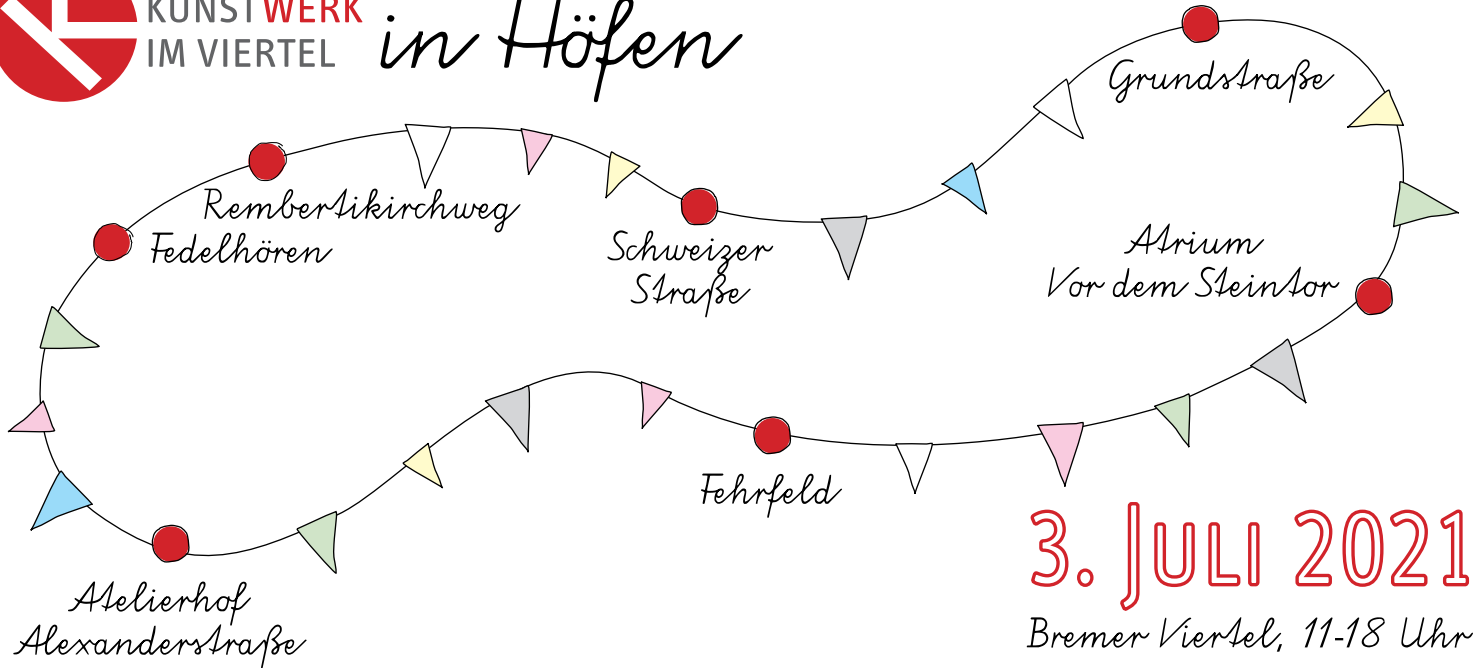 KUNSTWERK
IM VIERTEL
in Höfen
Grundstraße
Rembertikirchweg
Fedelhören
Schweizer
Straße
Atrium
Vor dem Steintor
Fehrfeld
Atelierhof
Alexanderstraße
3. JULI 2021
Bremer Viertel, 11-18 Uhr